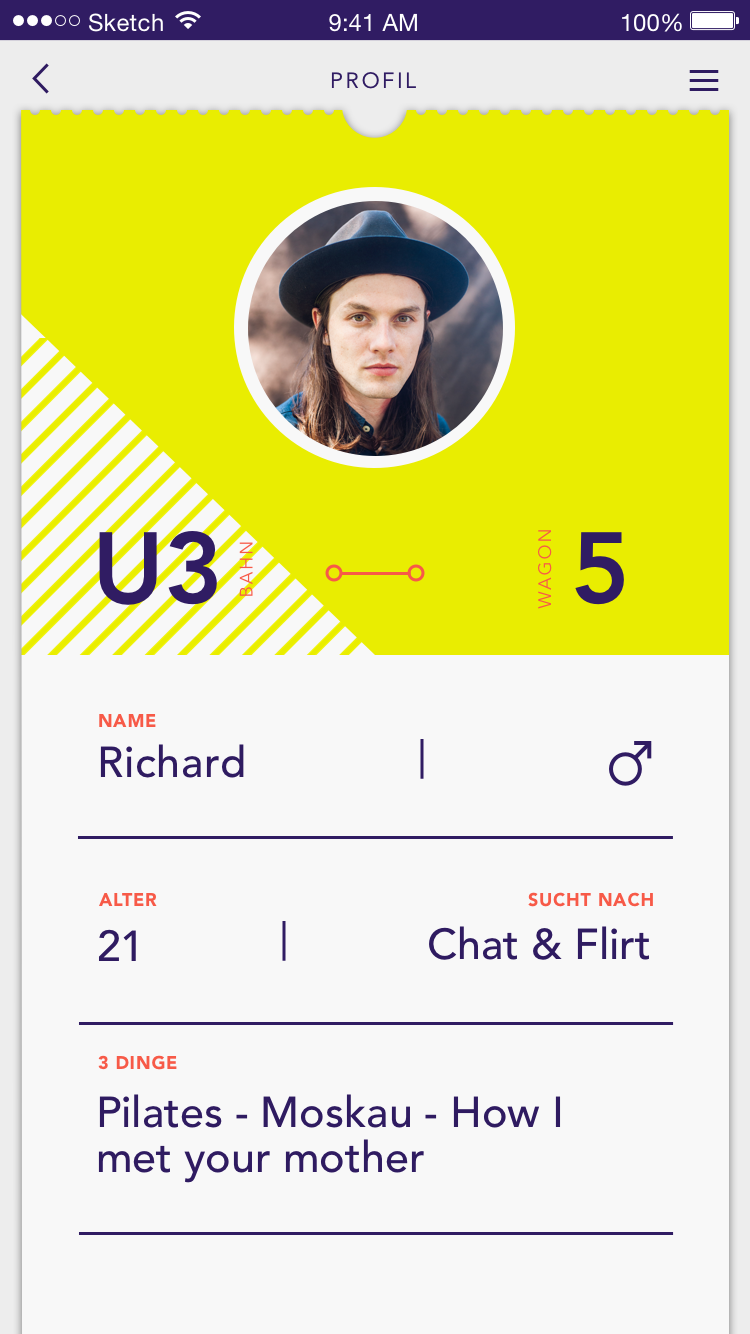 Sketch 9:41 AM 100%
PROFIL
U3 BAHN WAGON 5
NAME
Richard
ALTER SUCHT NACH
21 Chat & Flirt
3 DINGE
Pilates - Moskau - How I
met your mother